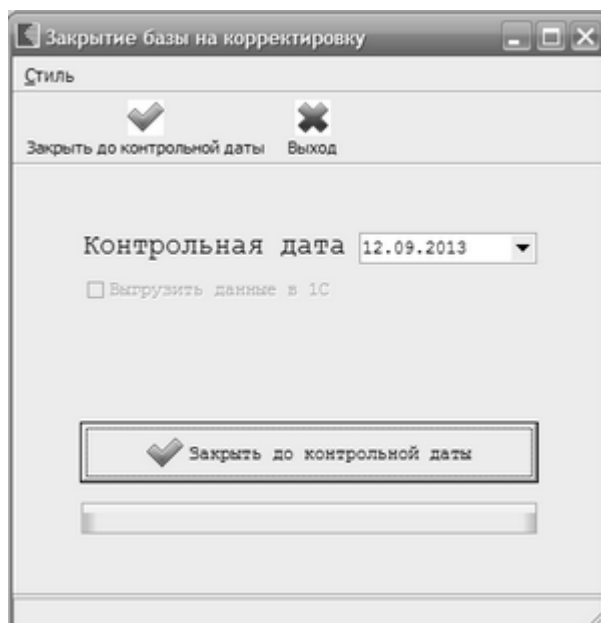 Закрытие базы на корректировку
Стиль
Закрыть до контрольной даты Выход
Контрольная дата 12.09.2013
Выгрузить данные в 1С
Закрыть до контрольной даты